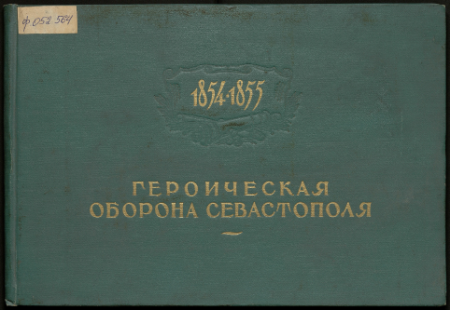 ф 052 504
1854·1855
ГЕРОИЧЕСКАЯ
ОБОРОНА СЕВАСТОПОЛЯ